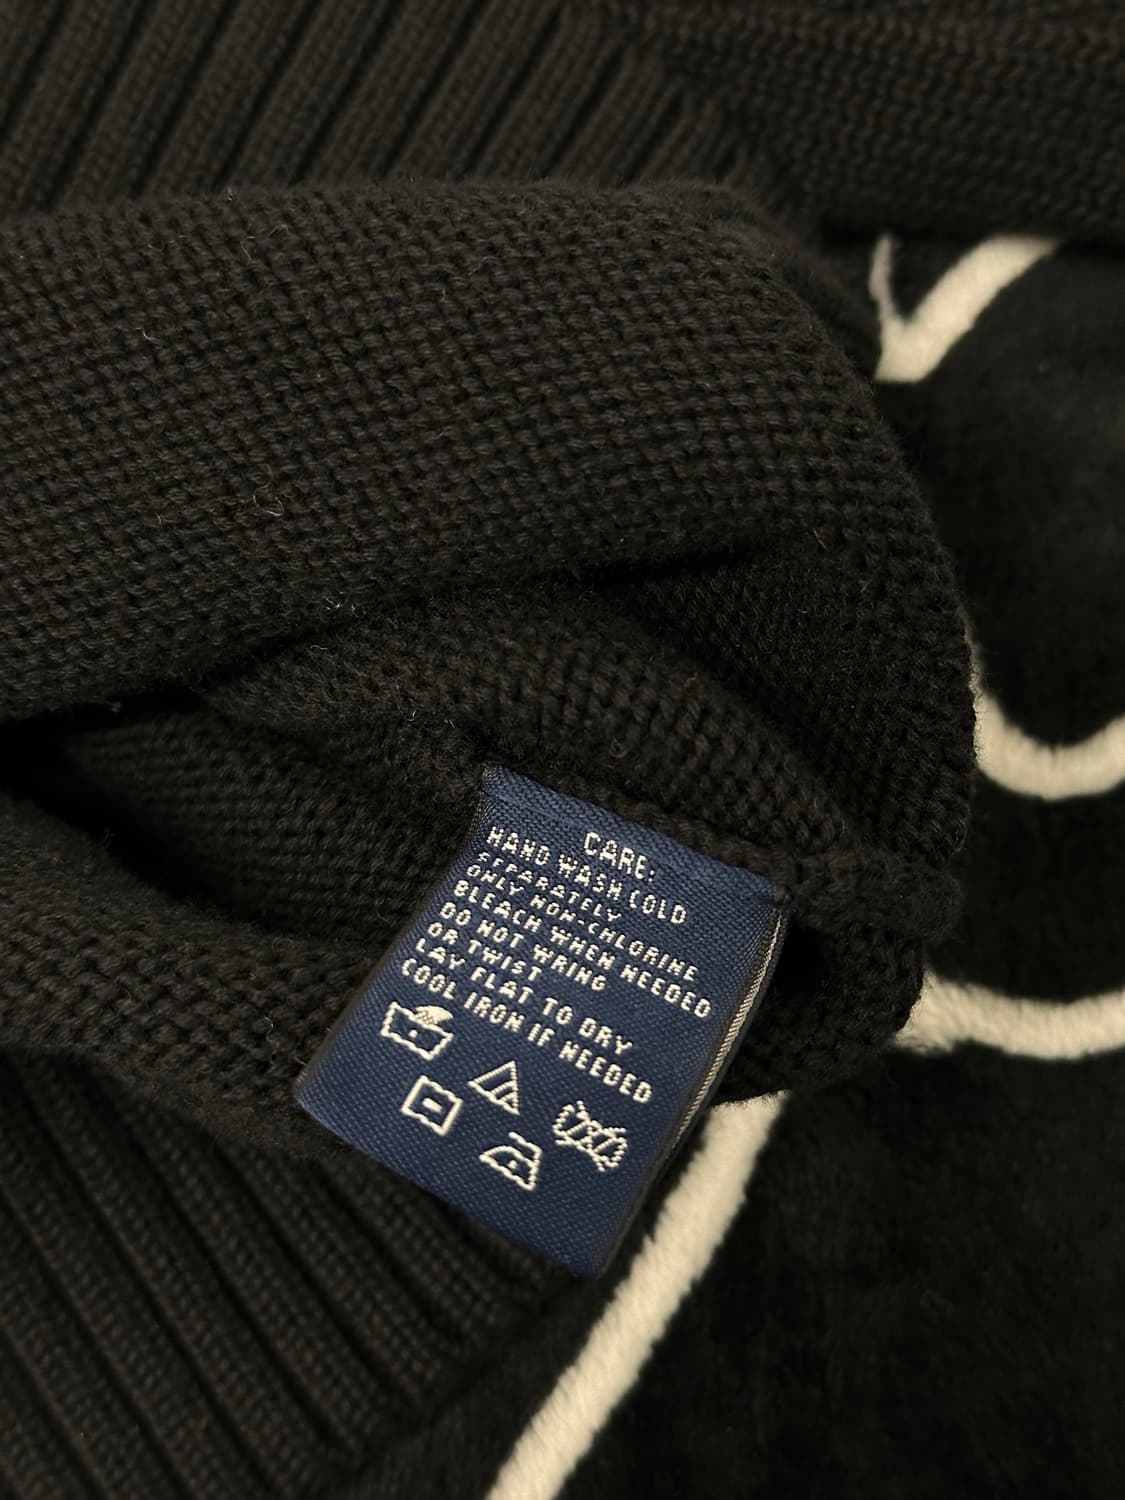 CARE:
HAND WASH COLD
SEPARATELY
ONLY NON-CHLORINE
BLEACH WHEN NEEDED
DO NOT WRING
OR TWIST
LAY FLAT TO DRY
COOL IRON IF NEEDED